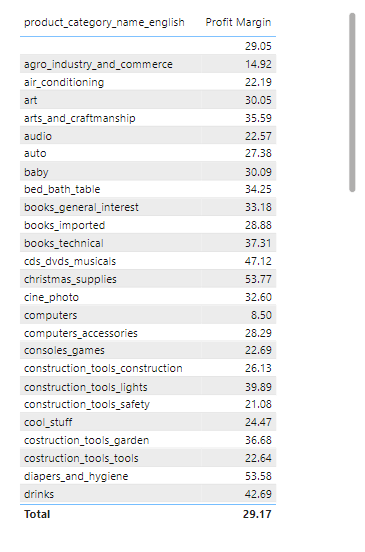 product_category_name_english Profit Margin
29.05
agro_industry_and_commerce 14.92
air_conditioning 22.19
art 30.05
arts_and_craftmanship 35.59
audio 22.57
auto 27.38
baby 30.09
bed_bath_table 34.25
books_general_interest 33.18
books_imported 28.88
books_technical 37.31
cds_dvds_musicals 47.12
christmas_supplies 53.77
cine_photo 32.60
computers 8.50
computers_accessories 28.29
consoles_games 22.69
construction_tools_construction 26.13
construction_tools_lights 39.89
construction_tools_safety 21.08
cool_stuff 24.47
costruction_tools_garden 36.68
costruction_tools_tools 22.64
diapers_and_hygiene 53.58
drinks 42.69
Total 29.17